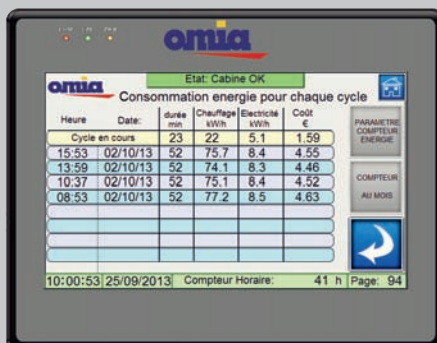 omia
Etat: Cabine OK
omia
Consommation energie pour chaque cycle
Heure Date: durée min Chauffage kW/h Electricité kW/h Coût €
Cycle en cours 23 22 5.1 1.59
15:53 02/10/13 52 75.7 8.4 4.55
13:59 02/10/13 52 74.1 8.3 4.46
10:37 02/10/13 52 75.1 8.4 4.52
08:53 02/10/13 52 77.2 8.5 4.63
PARAMETRE
COMPTEUR
ENERGIE
COMPTEUR
AU MOIS
10:00:53 25/09/2013 Compteur Horaire: 41 h Page: 94